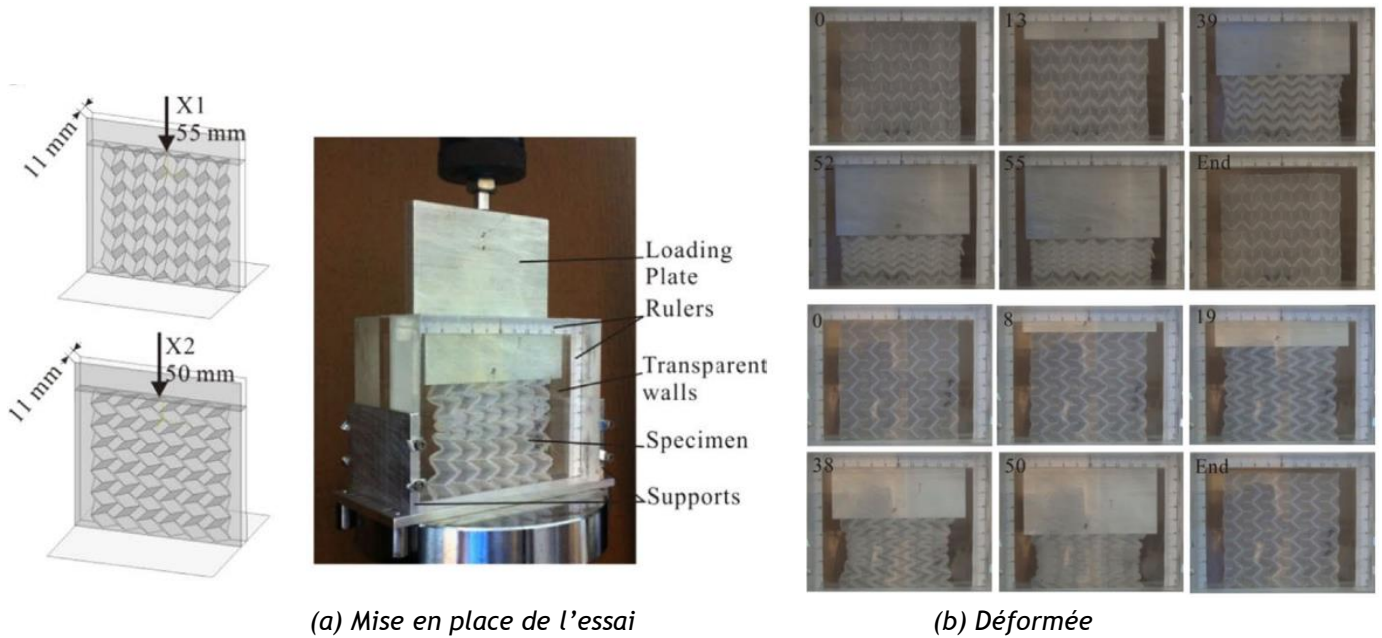 X1
55 mm
11 mm
X2
50 mm
11 mm
Loading
Plate
Rulers
Transparent
walls
Specimen
Supports
0
13
39
52
55
End
0
8
19
38
50
End
(a) Mise en place de l’essai
(b) Déformée